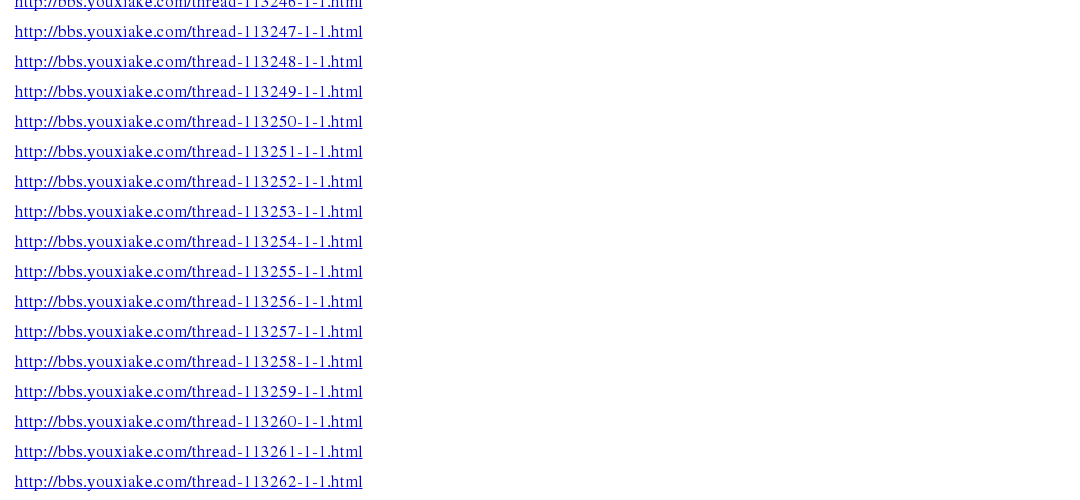 http://bbs.youxiake.com/thread-113246-1-1.html
http://bbs.youxiake.com/thread-113247-1-1.html
http://bbs.youxiake.com/thread-113248-1-1.html
http://bbs.youxiake.com/thread-113249-1-1.html
http://bbs.youxiake.com/thread-113250-1-1.html
http://bbs.youxiake.com/thread-113251-1-1.html
http://bbs.youxiake.com/thread-113252-1-1.html
http://bbs.youxiake.com/thread-113253-1-1.html
http://bbs.youxiake.com/thread-113254-1-1.html
http://bbs.youxiake.com/thread-113255-1-1.html
http://bbs.youxiake.com/thread-113256-1-1.html
http://bbs.youxiake.com/thread-113257-1-1.html
http://bbs.youxiake.com/thread-113258-1-1.html
http://bbs.youxiake.com/thread-113259-1-1.html
http://bbs.youxiake.com/thread-113260-1-1.html
http://bbs.youxiake.com/thread-113261-1-1.html
http://bbs.youxiake.com/thread-113262-1-1.html